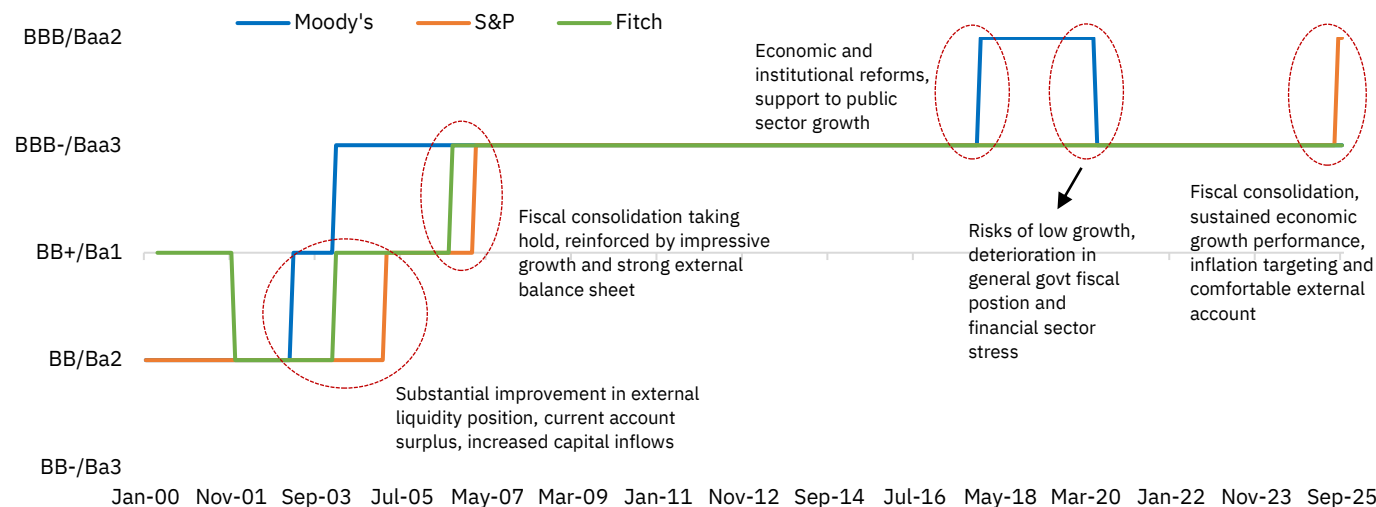 Moody's S&P Fitch
BBB/Baa2
BBB-/Baa3
BB+/Ba1
BB/Ba2
BB-/Ba3
Economic and
institutional reforms,
support to public
sector growth
Fiscal consolidation taking
hold, reinforced by impressive
growth and strong external
balance sheet
Risks of low growth,
deterioration in
general govt fiscal
postion and
financial sector
stress
Fiscal consolidation,
sustained economic
growth performance,
inflation targeting and
comfortable external
account
Substantial improvement in external
liquidity position, current account
surplus, increased capital inflows
Jan-00 Nov-01 Sep-03 Jul-05 May-07 Mar-09 Jan-11 Nov-12 Sep-14 Jul-16 May-18 Mar-20 Jan-22 Nov-23 Sep-25